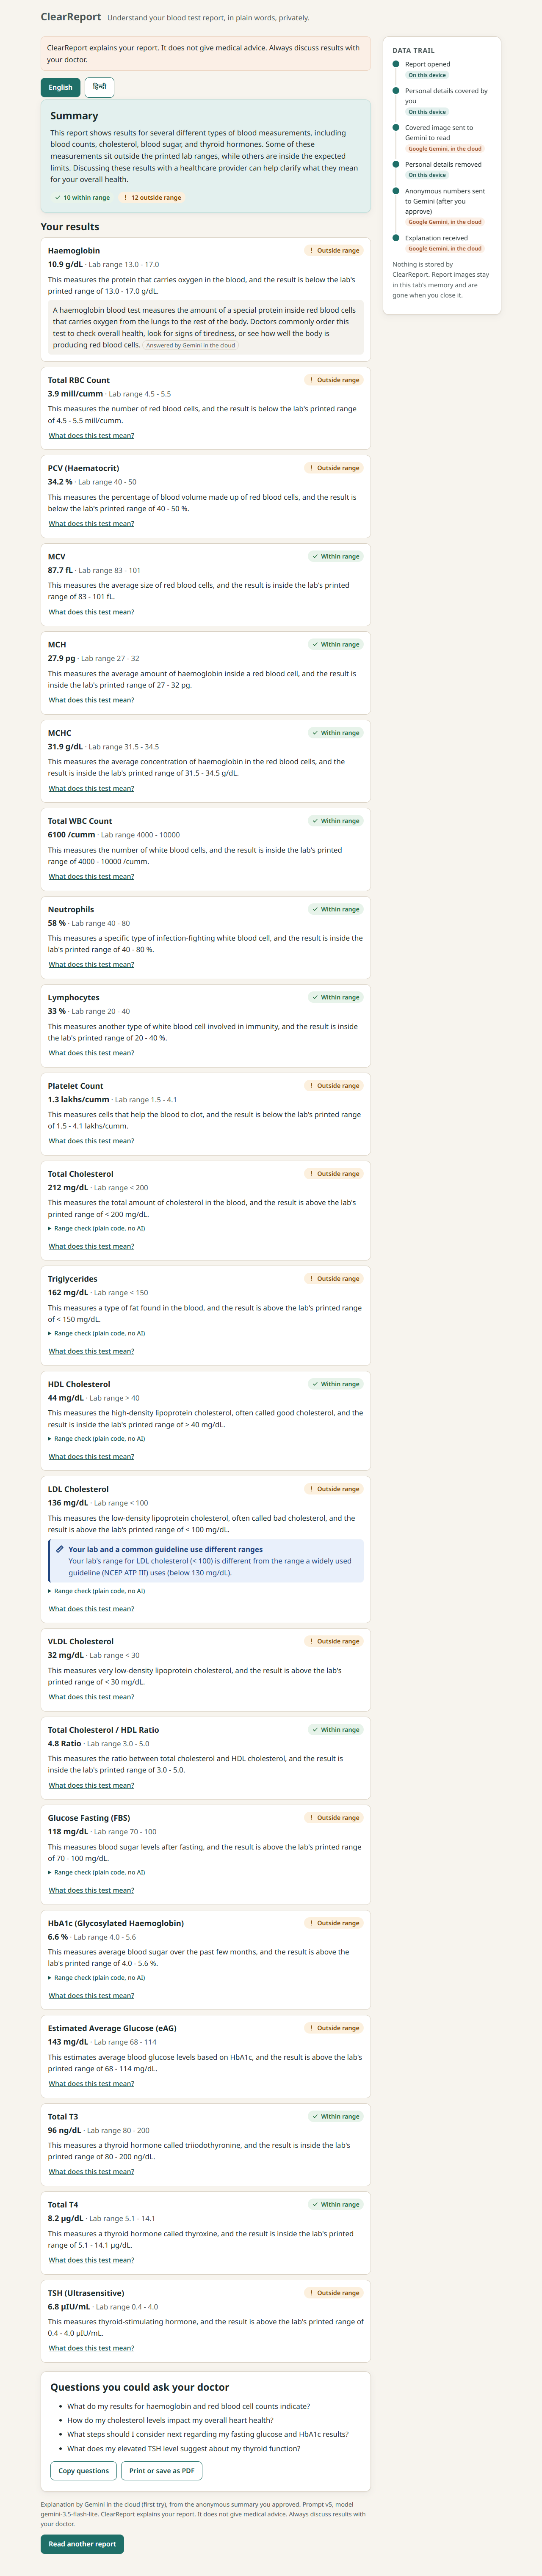 ClearReport Understand your blood test report, in plain words, privately.
ClearReport explains your report. It does not give medical advice. Always discuss results with
your doctor.
English
हिन्दी
Summary
This report shows results for several different types of blood measurements, including
blood counts, cholesterol, blood sugar, and thyroid hormones. Some of these
measurements sit outside the printed lab ranges, while others are inside the expected
limits. Discussing these results with a healthcare provider can help clarify what they mean
for your overall health.
✓ 10 within range
! 12 outside range
Your results
Haemoglobin
! Outside range
10.9 g/dL · Lab range 13.0 - 17.0
This measures the protein that carries oxygen in the blood, and the result is below the lab's
printed range of 13.0 - 17.0 g/dL.
A haemoglobin blood test measures the amount of a special protein inside red blood cells
that carries oxygen from the lungs to the rest of the body. Doctors commonly order this
test to check overall health, look for signs of tiredness, or see how well the body is
producing red blood cells. Answered by Gemini in the cloud
Total RBC Count
! Outside range
3.9 mill/cumm · Lab range 4.5 - 5.5
This measures the number of red blood cells, and the result is below the lab's printed range
of 4.5 - 5.5 mill/cumm.
What does this test mean?
PCV (Haematocrit)
! Outside range
34.2 % · Lab range 40 - 50
This measures the percentage of blood volume made up of red blood cells, and the result is
below the lab's printed range of 40 - 50 %.
What does this test mean?
MCV
✓ Within range
87.7 fL · Lab range 83 - 101
This measures the average size of red blood cells, and the result is inside the lab's printed
range of 83 - 101 fL.
What does this test mean?
MCH
✓ Within range
27.9 pg · Lab range 27 - 32
This measures the average amount of haemoglobin inside a red blood cell, and the result is
inside the lab's printed range of 27 - 32 pg.
What does this test mean?
MCHC
✓ Within range
31.9 g/dL · Lab range 31.5 - 34.5
This measures the average concentration of haemoglobin in the red blood cells, and the
result is inside the lab's printed range of 31.5 - 34.5 g/dL.
What does this test mean?
Total WBC Count
✓ Within range
6100 /cumm · Lab range 4000 - 10000
This measures the number of white blood cells, and the result is inside the lab's printed
range of 4000 - 10000 /cumm.
What does this test mean?
Neutrophils
✓ Within range
58 % · Lab range 40 - 80
This measures a specific type of infection-fighting white blood cell, and the result is inside the
lab's printed range of 40 - 80 %.
What does this test mean?
Lymphocytes
✓ Within range
33 % · Lab range 20 - 40
This measures another type of white blood cell involved in immunity, and the result is inside
the lab's printed range of 20 - 40 %.
What does this test mean?
Platelet Count
! Outside range
1.3 lakhs/cumm · Lab range 1.5 - 4.1
This measures cells that help the blood to clot, and the result is below the lab's printed range
of 1.5 - 4.1 lakhs/cumm.
What does this test mean?
Total Cholesterol
! Outside range
212 mg/dL · Lab range < 200
This measures the total amount of cholesterol in the blood, and the result is above the lab's
printed range of < 200 mg/dL.
▶ Range check (plain code, no AI)
What does this test mean?
Triglycerides
! Outside range
162 mg/dL · Lab range < 150
This measures a type of fat found in the blood, and the result is above the lab's printed range
of < 150 mg/dL.
▶ Range check (plain code, no AI)
What does this test mean?
HDL Cholesterol
✓ Within range
44 mg/dL · Lab range > 40
This measures the high-density lipoprotein cholesterol, often called good cholesterol, and the
result is inside the lab's printed range of > 40 mg/dL.
▶ Range check (plain code, no AI)
What does this test mean?
LDL Cholesterol
! Outside range
136 mg/dL · Lab range < 100
This measures the low-density lipoprotein cholesterol, often called bad cholesterol, and the
result is above the lab's printed range of < 100 mg/dL.
Your lab and a common guideline use different ranges
Your lab's range for LDL cholesterol (< 100) is different from the range a widely used
guideline (NCEP ATP III) uses (below 130 mg/dL).
▶ Range check (plain code, no AI)
What does this test mean?
VLDL Cholesterol
! Outside range
32 mg/dL · Lab range < 30
This measures very low-density lipoprotein cholesterol, and the result is above the lab's
printed range of < 30 mg/dL.
What does this test mean?
Total Cholesterol / HDL Ratio
✓ Within range
4.8 Ratio · Lab range 3.0 - 5.0
This measures the ratio between total cholesterol and HDL cholesterol, and the result is
inside the lab's printed range of 3.0 - 5.0.
What does this test mean?
Glucose Fasting (FBS)
! Outside range
118 mg/dL · Lab range 70 - 100
This measures blood sugar levels after fasting, and the result is above the lab's printed range
of 70 - 100 mg/dL.
▶ Range check (plain code, no AI)
What does this test mean?
HbA1c (Glycosylated Haemoglobin)
! Outside range
6.6 % · Lab range 4.0 - 5.6
This measures average blood sugar over the past few months, and the result is above the
lab's printed range of 4.0 - 5.6 %.
▶ Range check (plain code, no AI)
What does this test mean?
Estimated Average Glucose (eAG)
! Outside range
143 mg/dL · Lab range 68 - 114
This estimates average blood glucose levels based on HbA1c, and the result is above the lab's
printed range of 68 - 114 mg/dL.
What does this test mean?
Total T3
✓ Within range
96 ng/dL · Lab range 80 - 200
This measures a thyroid hormone called triiodothyronine, and the result is inside the lab's
printed range of 80 - 200 ng/dL.
What does this test mean?
Total T4
✓ Within range
8.2 µg/dL · Lab range 5.1 - 14.1
This measures a thyroid hormone called thyroxine, and the result is inside the lab's printed
range of 5.1 - 14.1 µg/dL.
What does this test mean?
TSH (Ultrasensitive)
! Outside range
6.8 µIU/mL · Lab range 0.4 - 4.0
This measures thyroid-stimulating hormone, and the result is above the lab's printed range of
0.4 - 4.0 µIU/mL.
What does this test mean?
Questions you could ask your doctor
• What do my results for haemoglobin and red blood cell counts indicate?
• How do my cholesterol levels impact my overall heart health?
• What steps should I consider next regarding my fasting glucose and HbA1c results?
• What does my elevated TSH level suggest about my thyroid function?
Copy questions
Print or save as PDF
Explanation by Gemini in the cloud (first try), from the anonymous summary you approved. Prompt v5, model
gemini-3.5-flash-lite. ClearReport explains your report. It does not give medical advice. Always discuss results with
your doctor.
Read another report
DATA TRAIL
Report opened
On this device
Personal details covered by
you
On this device
Covered image sent to
Gemini to read
Google Gemini, in the cloud
Personal details removed
On this device
Anonymous numbers sent
to Gemini (after you
approve)
Google Gemini, in the cloud
Explanation received
Google Gemini, in the cloud
Nothing is stored by
ClearReport. Report images stay
in this tab's memory and are
gone when you close it.